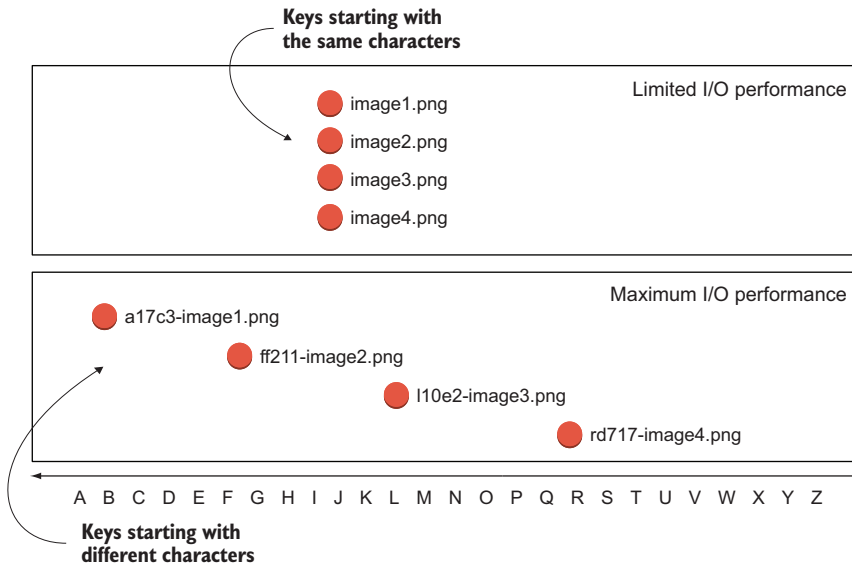 Keys starting with
the same characters
Limited I/O performance
image1.png
image2.png
image3.png
image4.png
Maximum I/O performance
a17c3-image1.png
ff211-image2.png
l10e2-image3.png
rd717-image4.png
A B C D E F G H I J K L M N O P Q R S T U V W X Y Z
Keys starting with
different characters